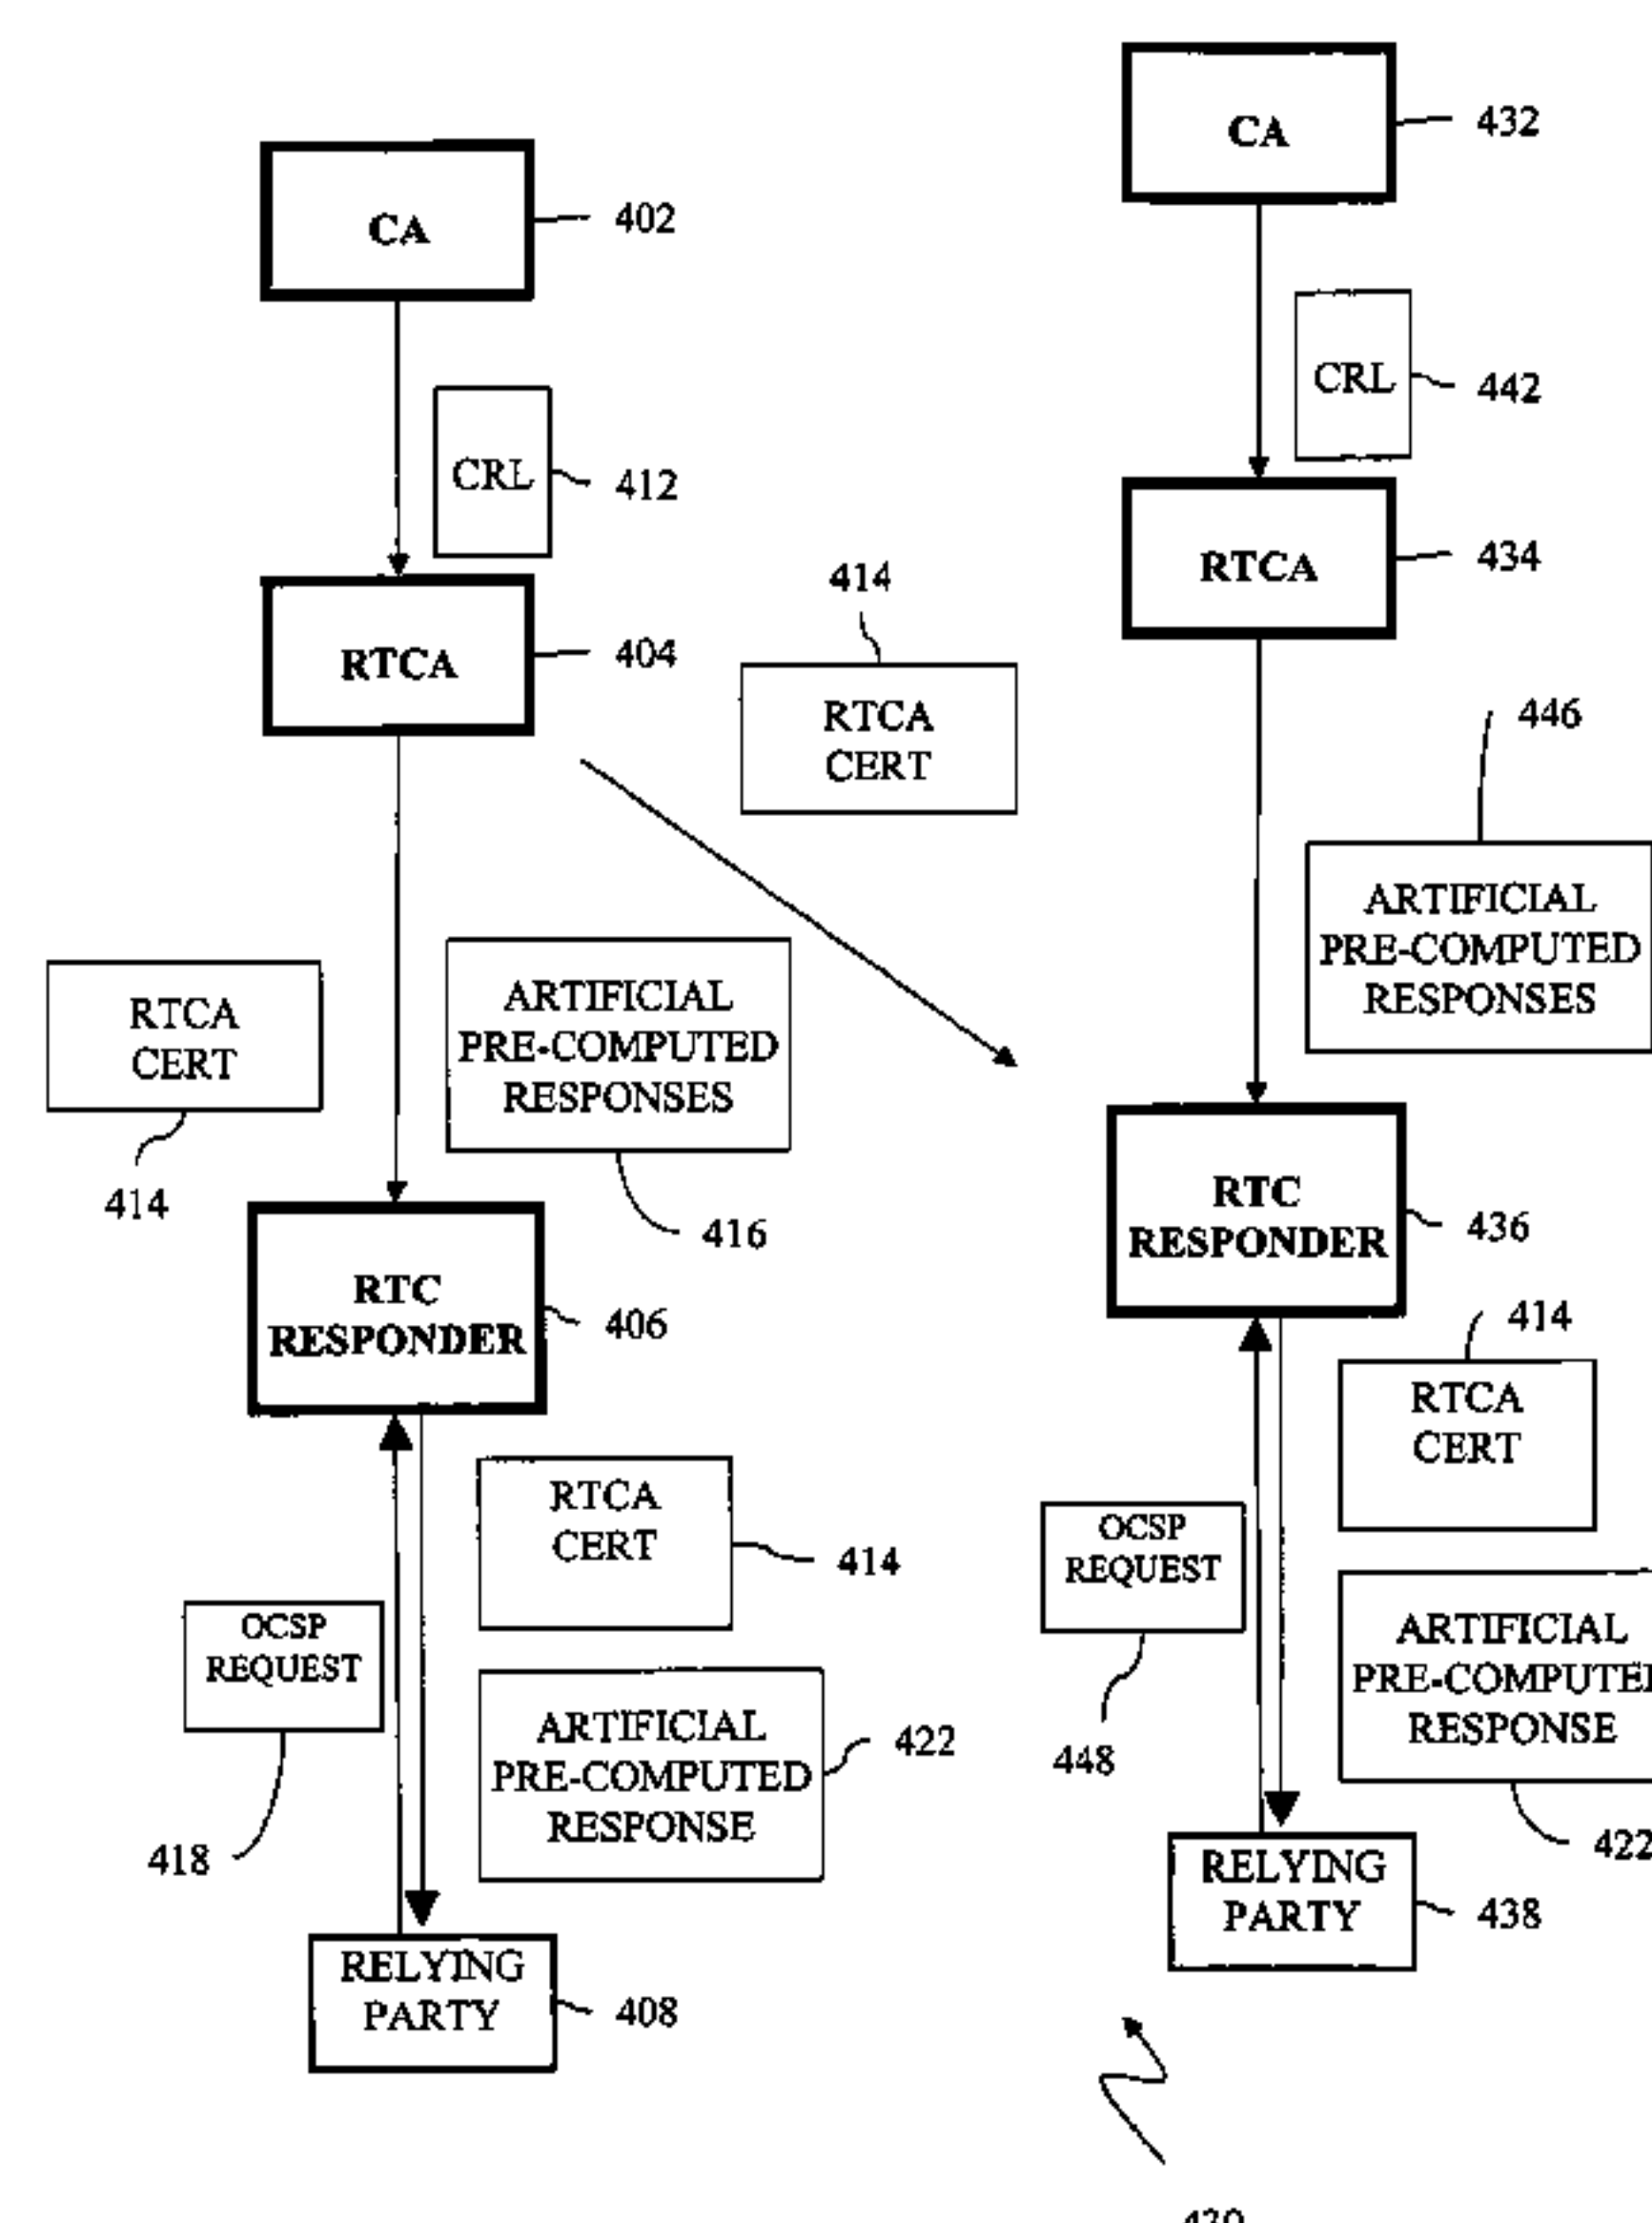 CA
402
CRL
412
RTCA
404
414
RTCA
CERT
RTCA
CERT
414
ARTIFICIAL
PRE-COMPUTED
RESPONSES
416
RTC
RESPONDER
406
RTCA
CERT
414
OCSP
REQUEST
418
ARTIFICIAL
PRE-COMPUTED
RESPONSE
422
RELYING
PARTY
408
CA
432
CRL
442
RTCA
434
446
ARTIFICIAL
PRE-COMPUTED
RESPONSES
RTC
RESPONDER
436
414
RTCA
CERT
OCSP
REQUEST
448
ARTIFICIAL
PRE-COMPUTE
RESPONSE
422
RELYING
PARTY
438